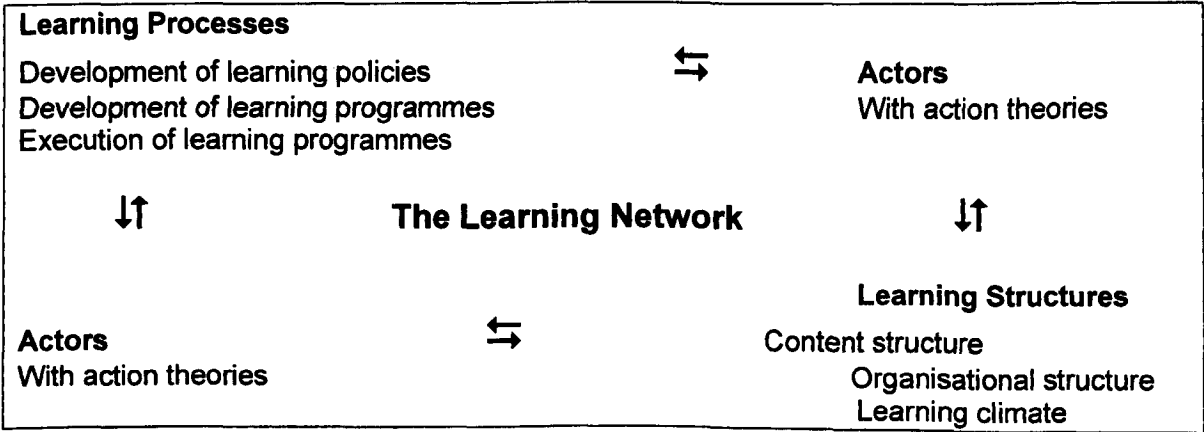 Learning Processes
Development of learning policies
Development of learning programmes
Execution of learning programmes
Actors
With action theories
The Learning Network
Actors
With action theories
Learning Structures
Content structure
Organisational structure
Learning climate